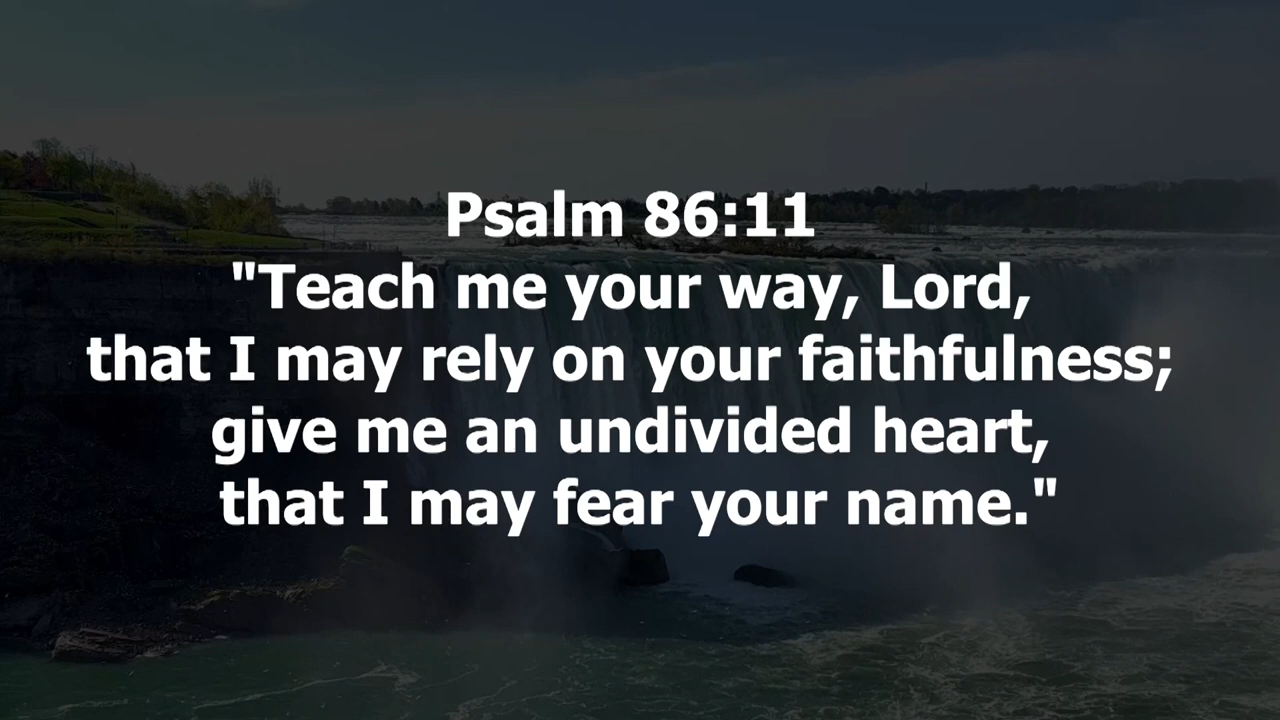 Psalm 86:11
"Teach me your way, Lord,
that I may rely on your faithfulness;
give me an undivided heart,
that I may fear your name."